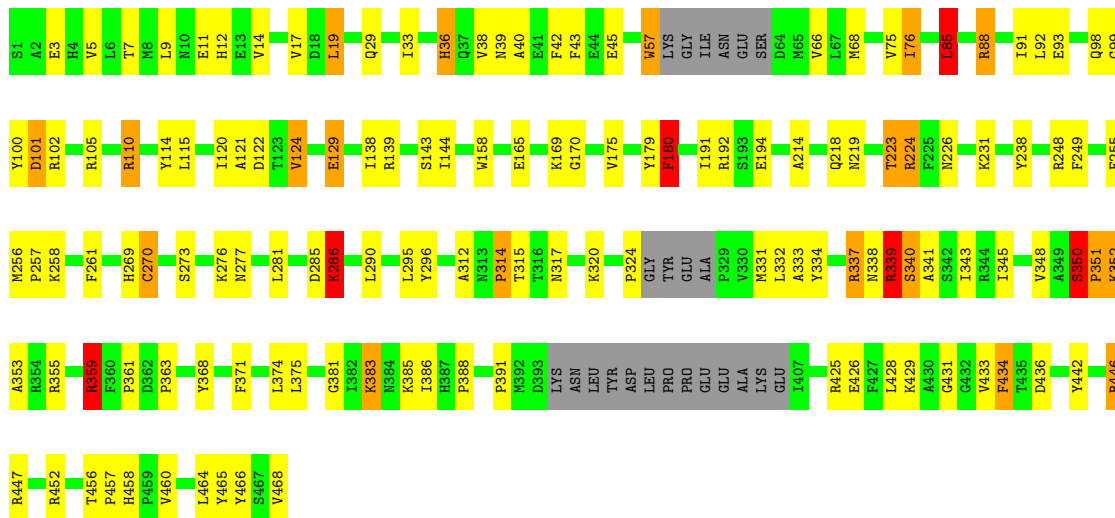 S1 A2 E3 H4 V5 L6 T7 M8 L9 N10 E11 H12 E13 V14 V17 D18 L19 Q29 I33 H36 Q37 V38 N39 A40 E41 F42 F43 E44 E45 W57 LYS GLY ILE ASN GLU SER D64 M65 V66 L67 M68 V75 I76 L85 R88 I91 L92 E93 Q98
Y100 D101 R102 R105 R110 Y114 L115 I120 A121 D122 T123 V124 E129 I138 R139 S143 I144 W158 E165 K169 G170 V175 Y179 F180 I191 R192 S193 E194 A214 Q218 N219 T223 R224 F225 N226 K231 Y238 R248 F249
M256 P257 K258 F261 H269 C270 S273 K276 N277 L281 D285 K286 L290 L295 Y296 A312 N313 P314 T315 T316 N317 K320 P324 GLY TYR GLU ALA P329 V330 M331 L332 A333 Y334 R337 N338 R339 S340 A341 S342 I343 R344 I345 V348 A349 S350 P351 K352
A353 R354 R355 R359 F360 P361 D362 P363 Y368 F371 L374 L375 G381 I382 K383 N384 K385 I386 H387 P388 P391 M392 D393 LYS ASN LEU TYR ASP LEU PRO PRO GLU GLU ALA LYS GLU I407 R425 E426 F427 L428 K429 A430 G431 G432 V433 F434 T435 D436 Y442
R447 R452 T456 P457 H458 P459 V460 L464 Y465 Y466 S467 V468